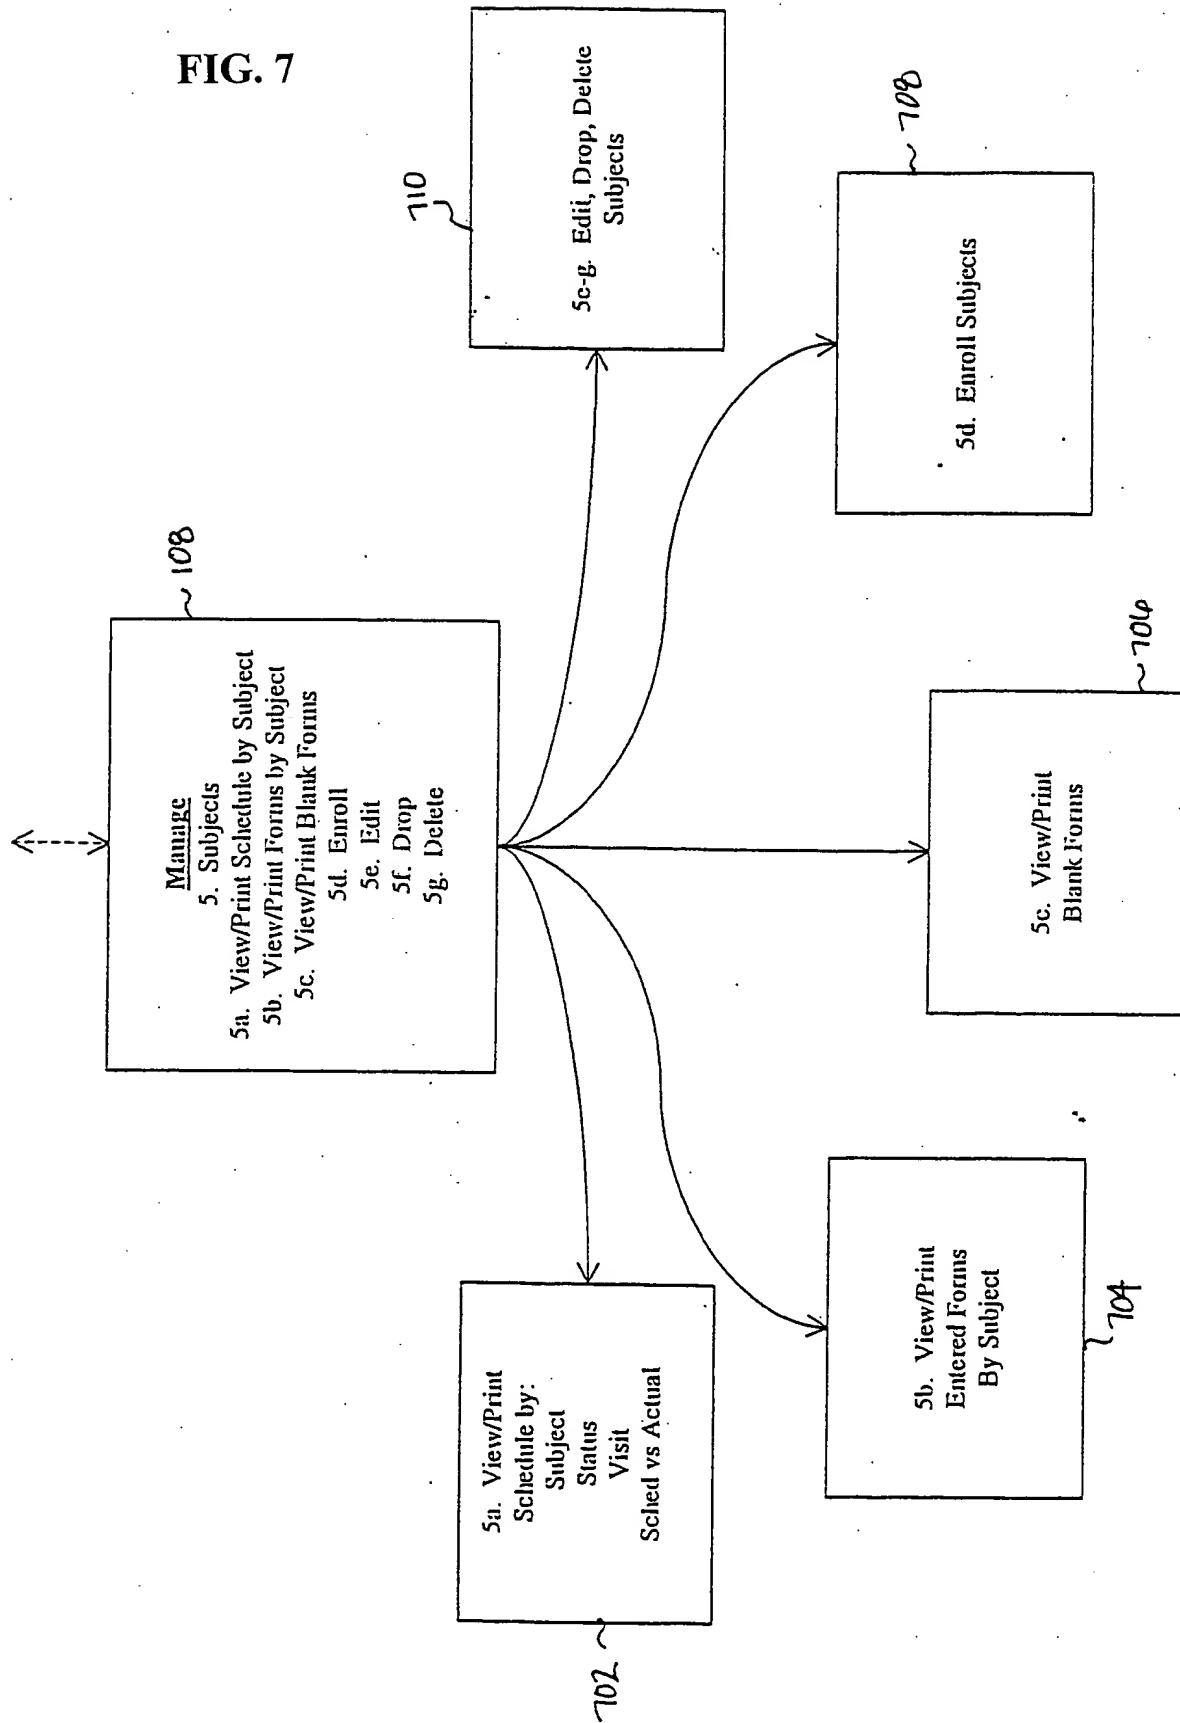 FIG. 7
108
Manage
5. Subjects
5a. View/Print Schedule by Subject
5b. View/Print Forms by Subject
5c. View/Print Blank Forms
5d. Enroll
5e. Edit
5f. Drop
5g. Delete
702
5a. View/Print
Schedule by:
Subject
Status
Visit
Sched vs Actual
704
5b. View/Print
Entered Forms
By Subject
706
5c. View/Print
Blank Forms
708
5d. Enroll Subjects
710
5e-g. Edit, Drop, Delete
Subjects